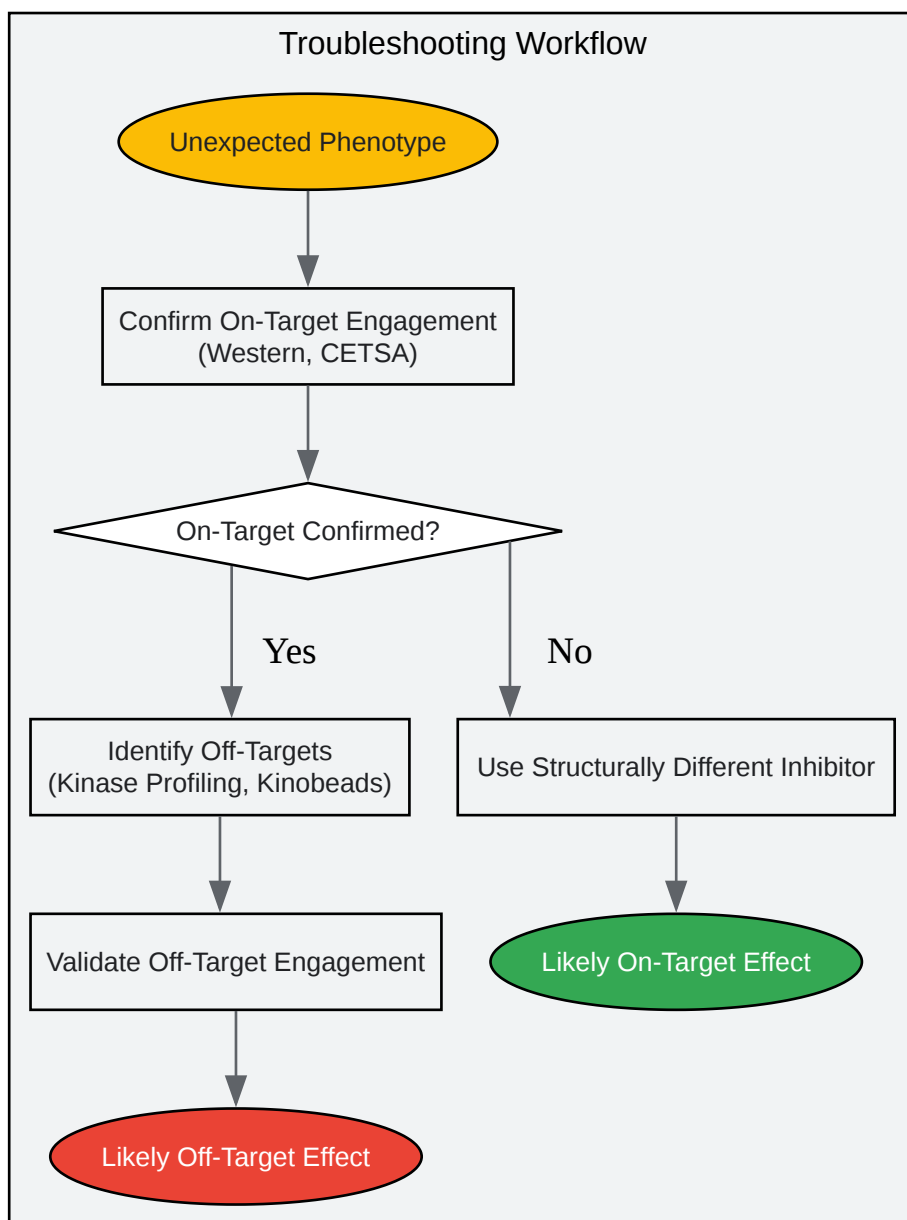 Troubleshooting Workflow
Unexpected Phenotype
Confirm On-Target Engagement
(Western, CETSA)
On-Target Confirmed?
Yes
No
Identify Off-Targets
(Kinase Profiling, Kinobeads)
Use Structurally Different Inhibitor
Validate Off-Target Engagement
Likely On-Target Effect
Likely Off-Target Effect